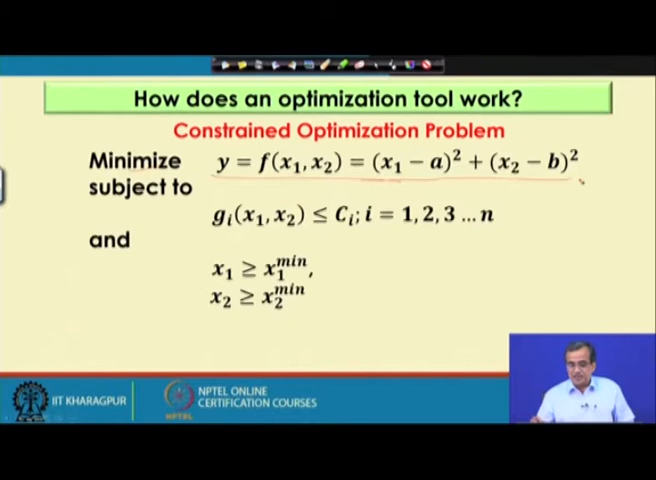 How does an optimization tool work?
Constrained Optimization Problem
Minimize y = f(x₁, x₂) = (x₁ − a)² + (x₂ − b)²
subject to
gᵢ(x₁, x₂) ≤ Cᵢ; i = 1, 2, 3 ... n
and
x₁ ≥ x₁ᵐⁱⁿ,
x₂ ≥ x₂ᵐⁱⁿ
IIT KHARAGPUR
NPTEL
NPTEL ONLINE
CERTIFICATION COURSES